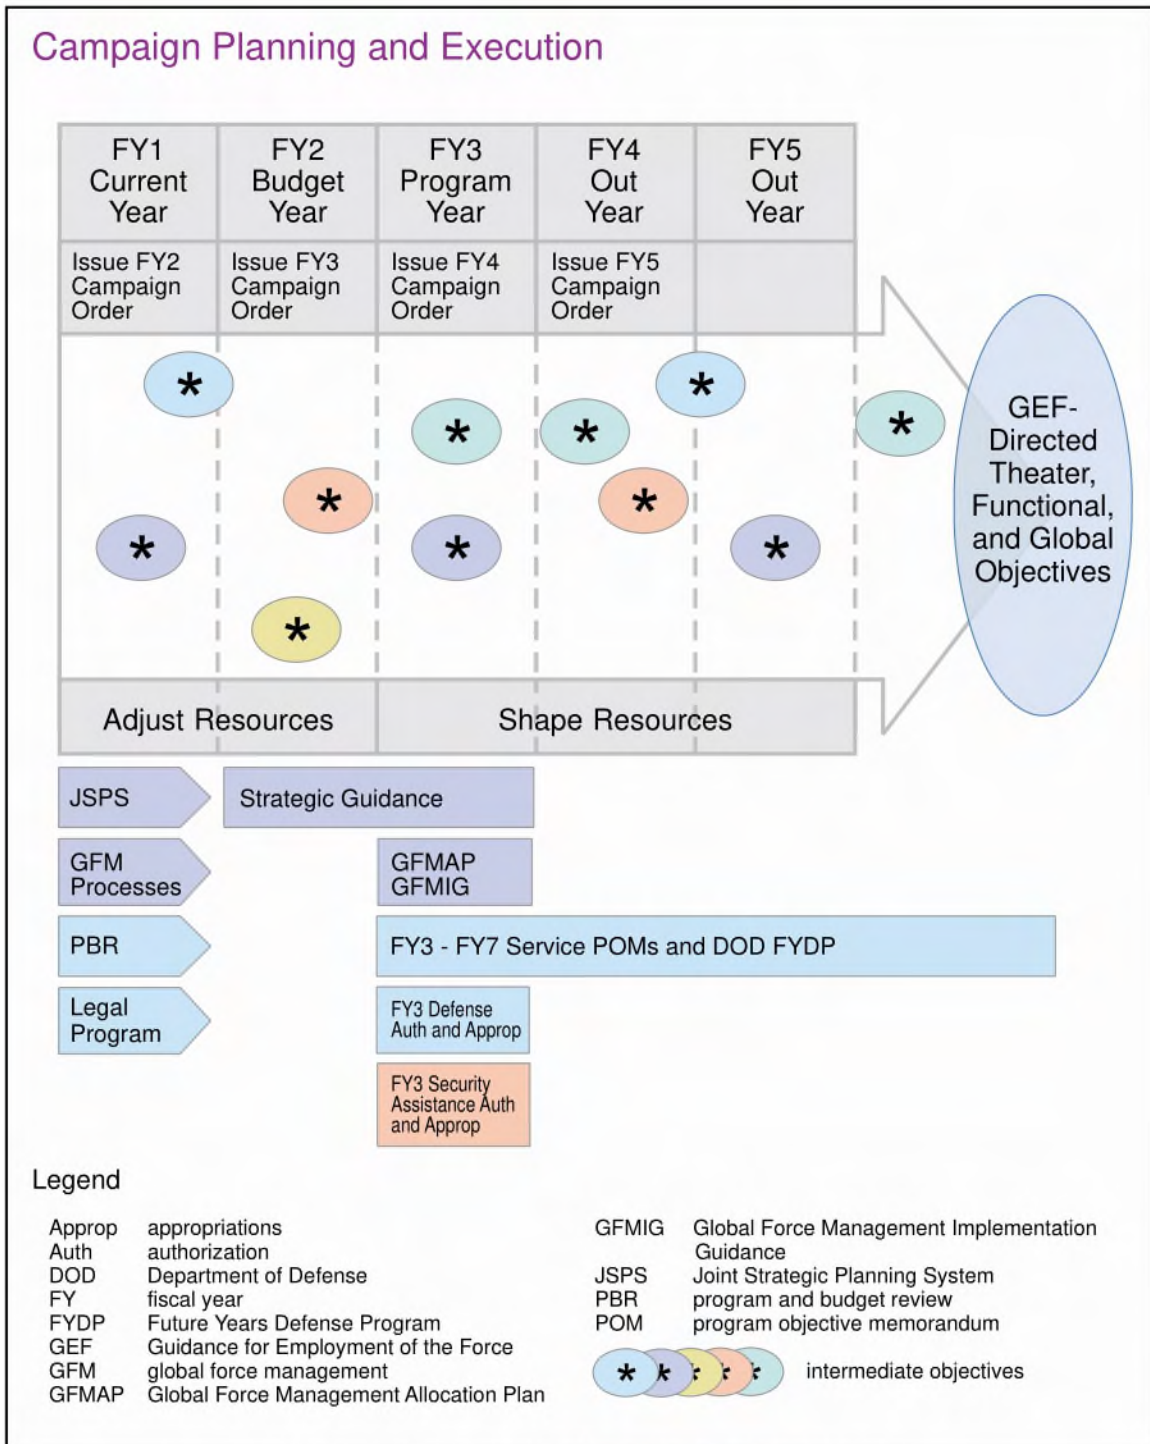 Campaign Planning and Execution
FY1
Current
Year
FY2
Budget
Year
FY3
Program
Year
FY4
Out
Year
FY5
Out
Year
Issue FY2
Campaign
Order
Issue FY3
Campaign
Order
Issue FY4
Campaign
Order
Issue FY5
Campaign
Order
*
*
*
*
*
*
*
*
*
*
*
GEF-
Directed
Theater,
Functional,
and Global
Objectives
Adjust Resources
Shape Resources
JSPS
Strategic Guidance
GFM
Processes
GFMAP
GFMIG
PBR
FY3 - FY7 Service POMs and DOD FYDP
Legal
Program
FY3 Defense
Auth and Approp
FY3 Security
Assistance Auth
and Approp
Legend
Approp appropriations
Auth authorization
DOD Department of Defense
FY fiscal year
FYDP Future Years Defense Program
GEF Guidance for Employment of the Force
GFM global force management
GFMAP Global Force Management Allocation Plan
GFMIG Global Force Management Implementation
Guidance
JSPS Joint Strategic Planning System
PBR program and budget review
POM program objective memorandum
* * * * * intermediate objectives